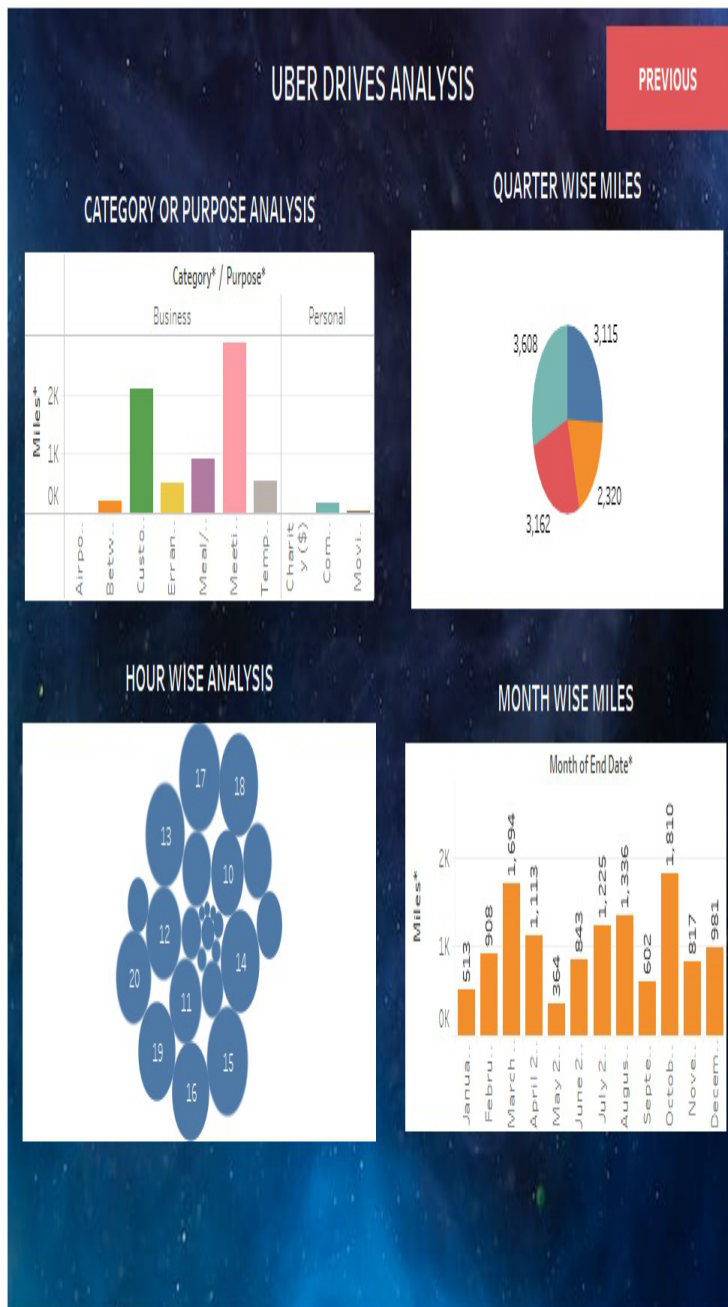 UBER DRIVES ANALYSIS
PREVIOUS
CATEGORY OR PURPOSE ANALYSIS
Category* / Purpose*
Business
Personal
Miles*
2K
1K
0K
Airpo..
Betw..
Custo..
Erran..
Meal/..
Meeti..
Temp..
Charit
y ($)
Com..
Movi..
QUARTER WISE MILES
3,608
3,115
2,320
3,162
HOUR WISE ANALYSIS
17
18
13
10
12
14
20
11
19
15
16
MONTH WISE MILES
Month of End Date*
Miles*
2K
1K
0K
513
908
1,694
1,113
364
843
1,225
1,336
602
1,810
817
981
Janua..
Febru..
March..
April 2..
May 2..
June 2..
July 2..
Augus..
Septe..
Octob..
Nove..
Decem..